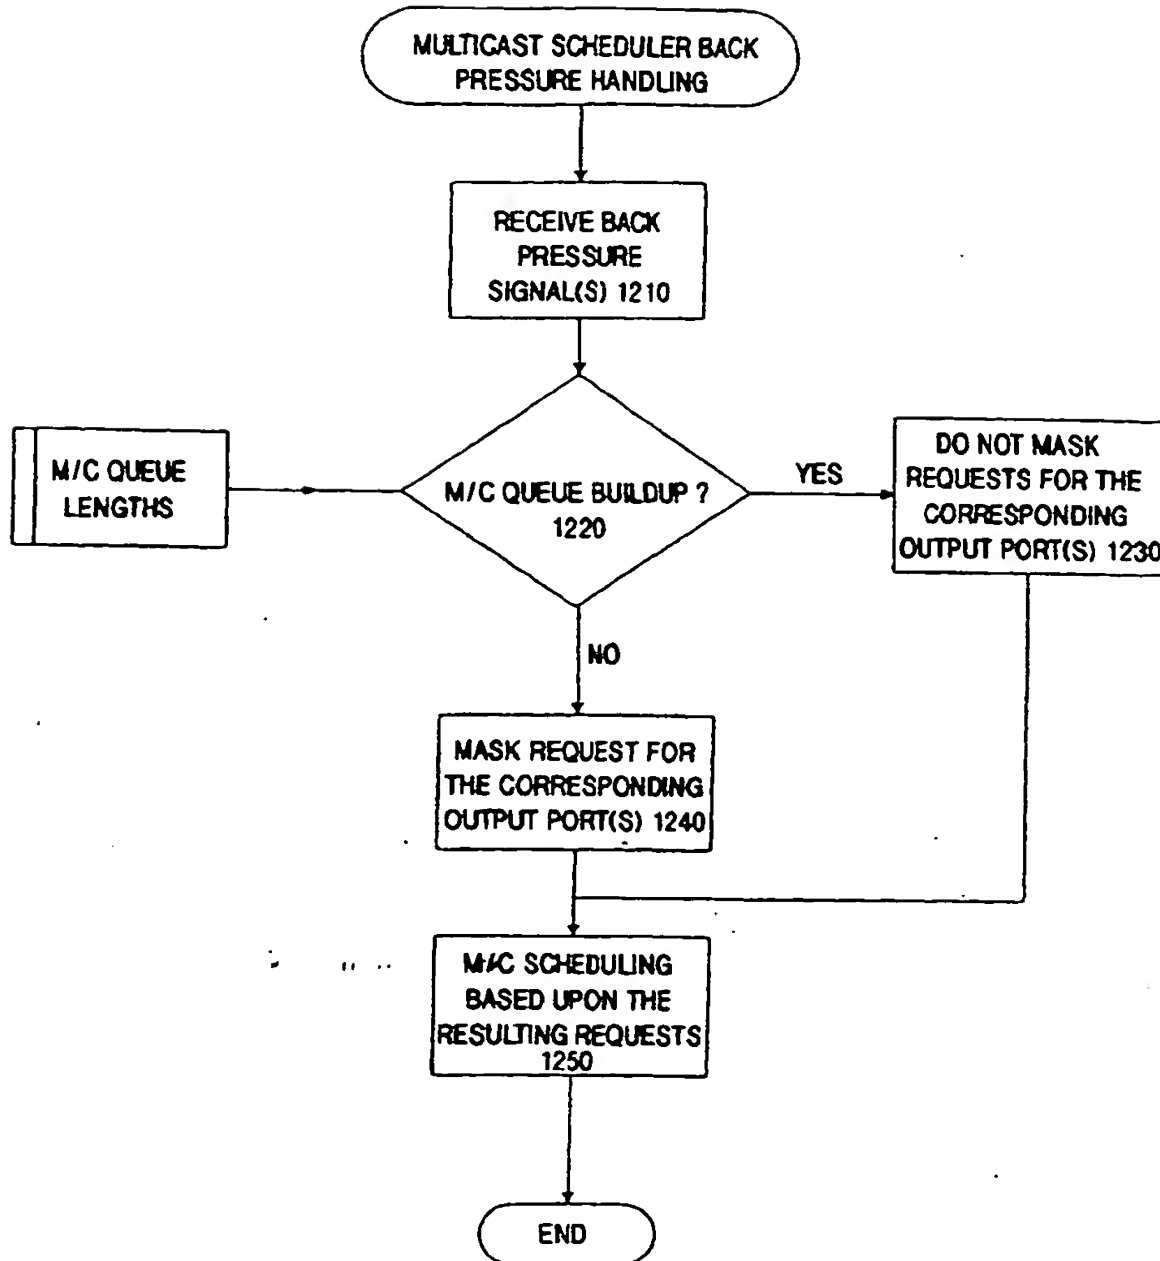 MULTICAST SCHEDULER BACK
PRESSURE HANDLING
RECEIVE BACK
PRESSURE
SIGNAL(S) 1210
M/C QUEUE
LENGTHS
M/C QUEUE BUILDUP ?
1220
YES
DO NOT MASK
REQUESTS FOR THE
CORRESPONDING
OUTPUT PORT(S) 1230
NO
MASK REQUEST FOR
THE CORRESPONDING
OUTPUT PORT(S) 1240
M/C SCHEDULING
BASED UPON THE
RESULTING REQUESTS
1250
END